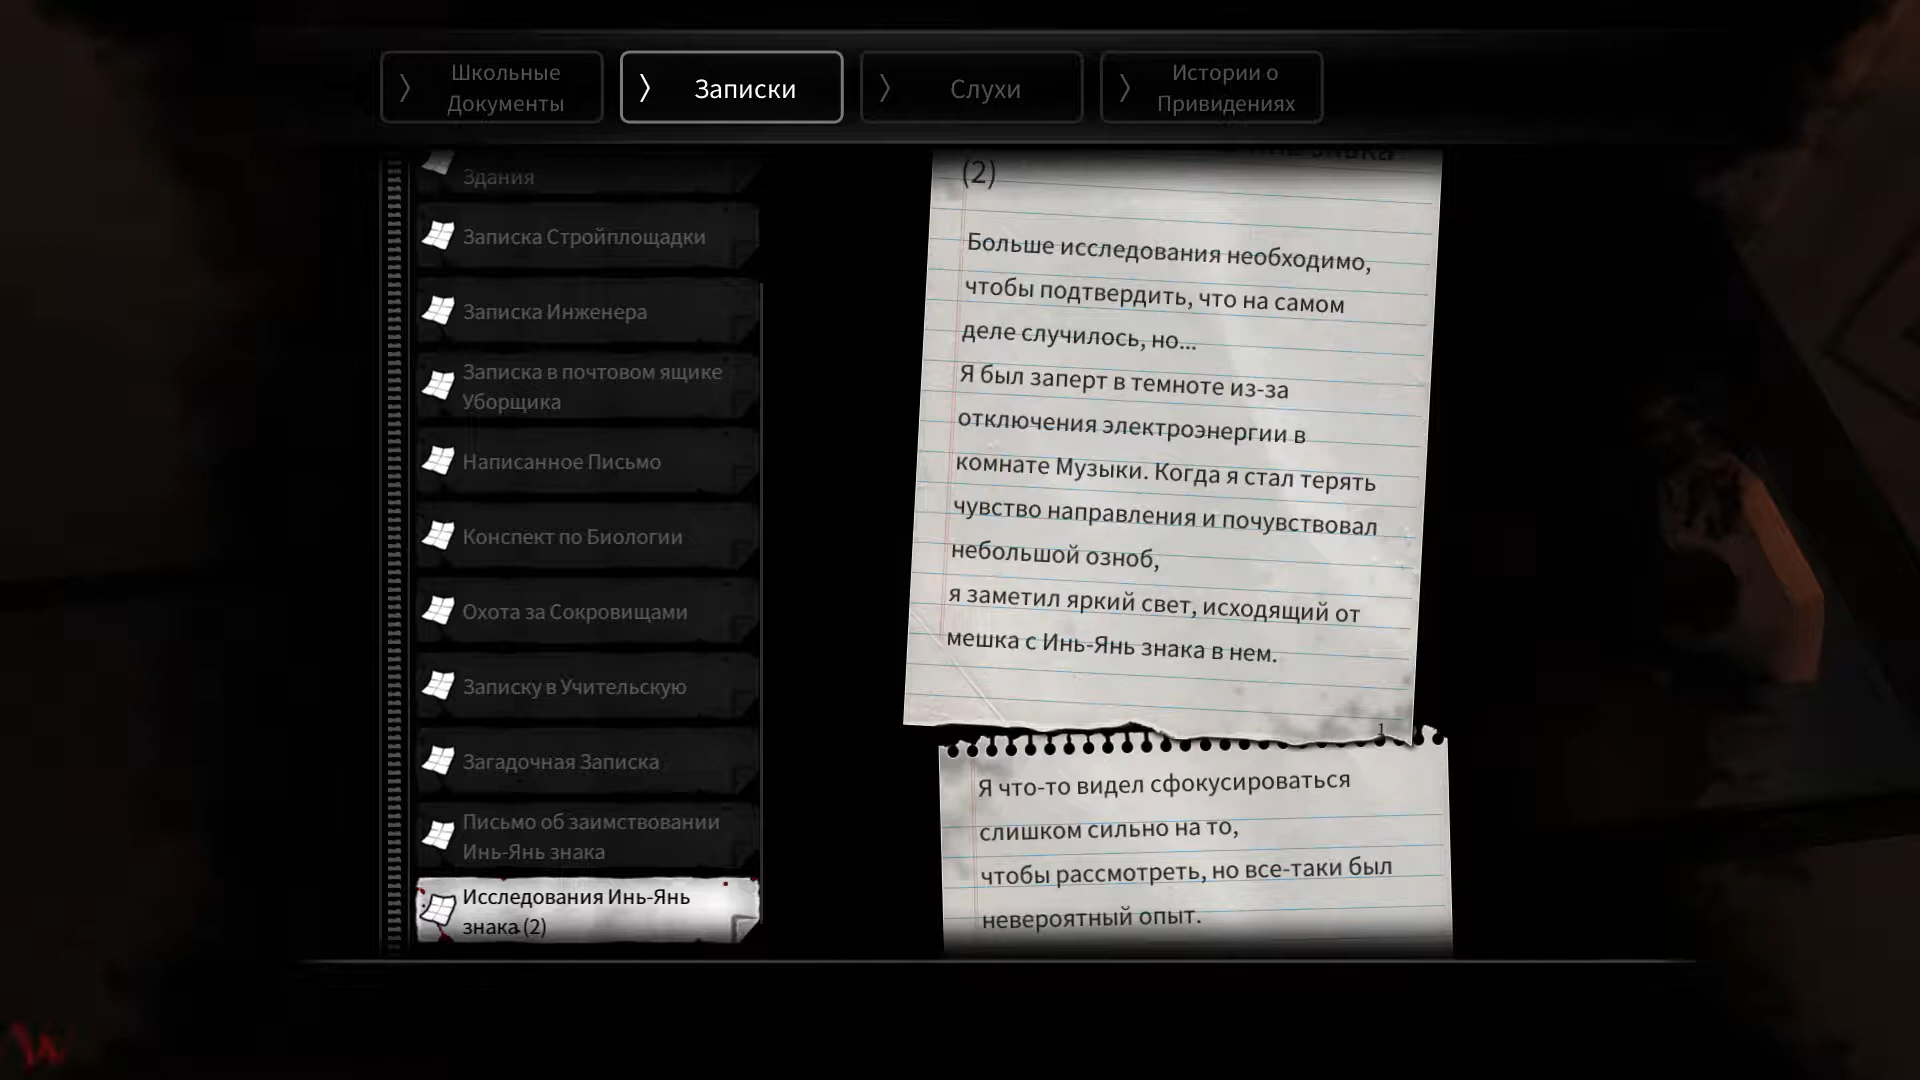 Школьные
Документы
Записки
Слухи
Истории о
Привидениях
Здания
Записка Стройплощадки
Записка Инженера
Записка в почтовом ящике
Уборщика
Написанное Письмо
Конспект по Биологии
Охота за Сокровищами
Записку в Учительскую
Загадочная Записка
Письмо об заимствовании
Инь-Янь знака
Исследования Инь-Янь
знака (2)
знака
(2)
Больше исследования необходимо,
чтобы подтвердить, что на самом
деле случилось, но...
Я был заперт в темноте из-за
отключения электроэнергии в
комнате Музыки. Когда я стал терять
чувство направления и почувствовал
небольшой озноб,
я заметил яркий свет, исходящий от
мешка с Инь-Янь знака в нем.
1
Я что-то видел сфокусироваться
слишком сильно на то,
чтобы рассмотреть, но все-таки был
невероятный опыт.